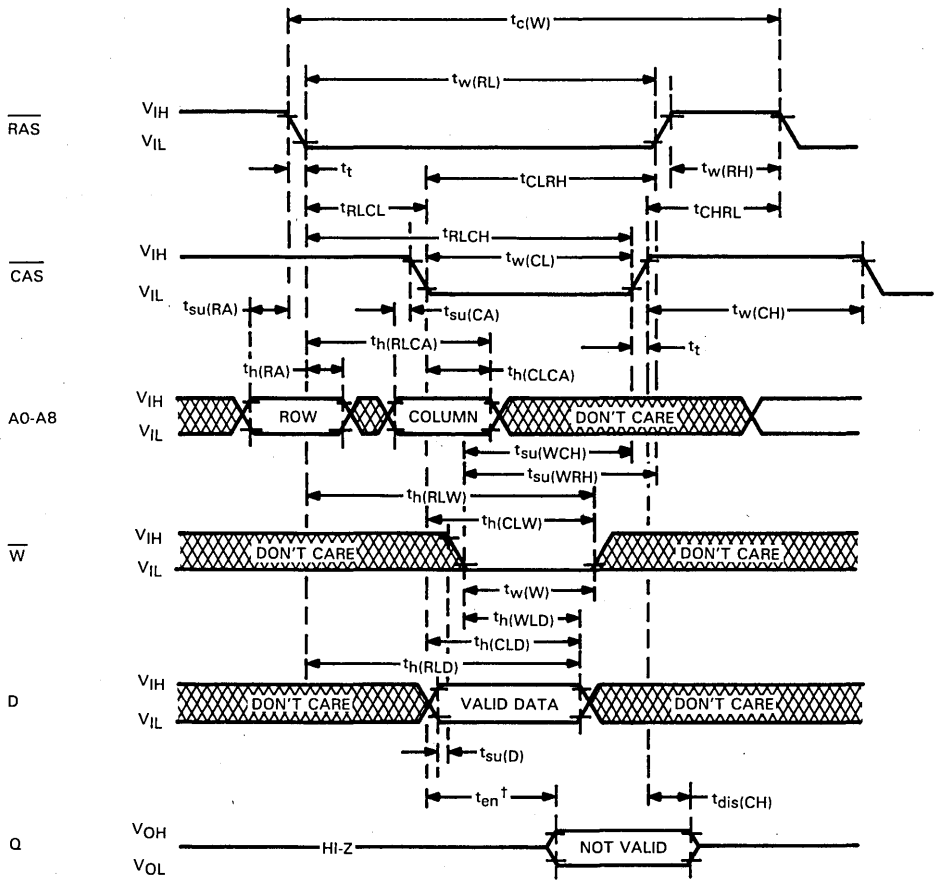 tc(W)
tw(RL)
RAS
VIH
VIL
tt
tw(RH)
tCLRH
tRLCL
tCHRL
tRLCH
CAS
VIH
VIL
tw(CL)
tsu(RA)
tsu(CA)
tw(CH)
th(RLCA)
tt
th(RA)
th(CLCA)
A0-A8
VIH
VIL
ROW
COLUMN
DON'T CARE
tsu(WCH)
tsu(WRH)
th(RLW)
th(CLW)
W
VIH
VIL
DON'T CARE
DON'T CARE
tw(W)
th(WLD)
th(CLD)
th(RLD)
D
VIH
VIL
DON'T CARE
VALID DATA
DON'T CARE
tsu(D)
ten†
tdis(CH)
Q
VOH
VOL
HI-Z
NOT VALID